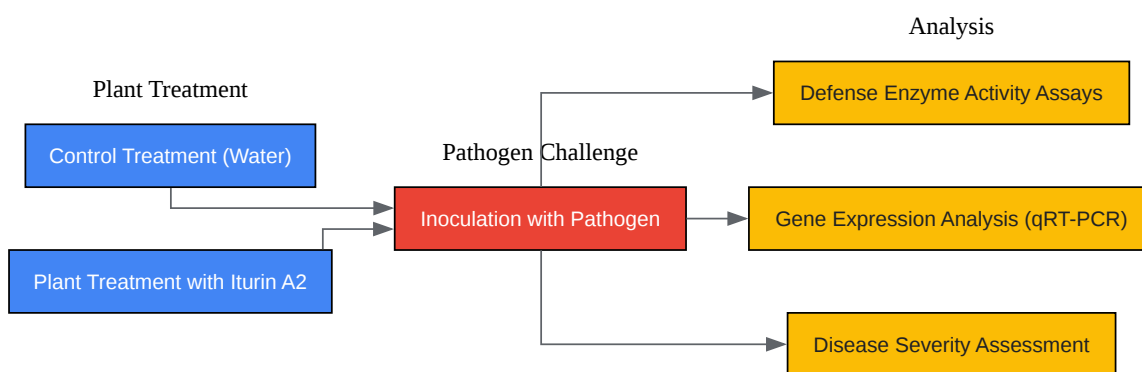 Plant Treatment
Control Treatment (Water)
Plant Treatment with Iturin A2
Pathogen Challenge
Inoculation with Pathogen
Analysis
Defense Enzyme Activity Assays
Gene Expression Analysis (qRT-PCR)
Disease Severity Assessment